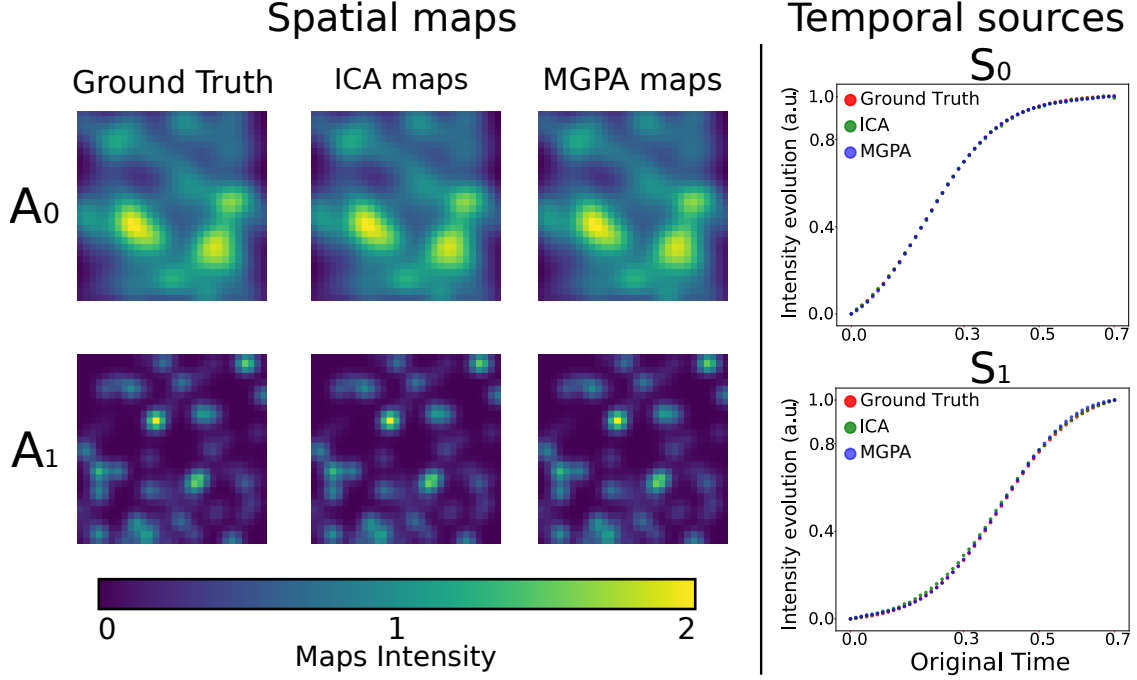 Spatial maps
Temporal sources
Ground Truth
ICA maps
MGPA maps
A0
A1
0
1
2
Maps Intensity
S0
Intensity evolution (a.u.)
1.0
0.8
0.4
0.0
Ground Truth
ICA
MGPA
0.0
0.3
0.5
0.7
S1
Intensity evolution (a.u.)
1.0
0.8
0.4
0.0
Ground Truth
ICA
MGPA
0.0
0.3
0.5
0.7
Original Time